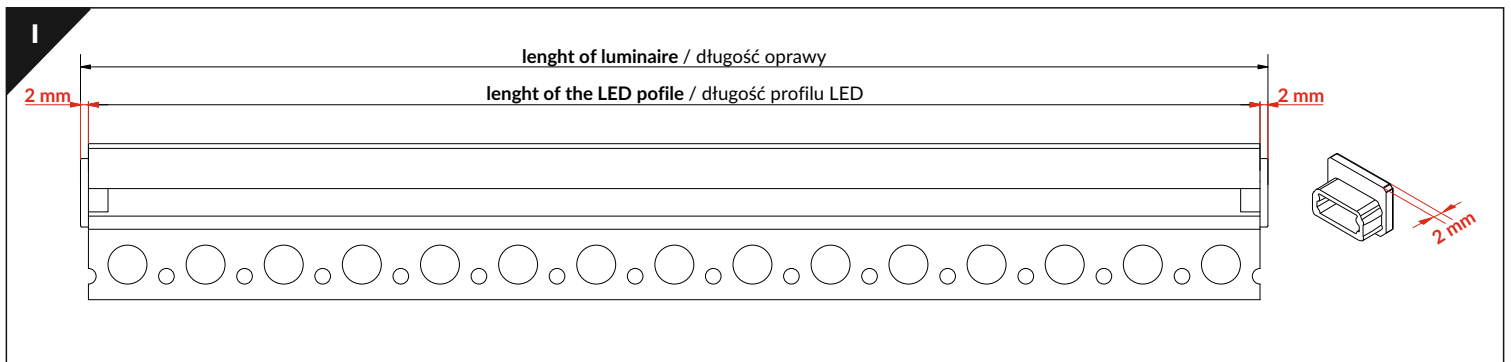 I
lenght of luminaire / długość oprawy
2 mm
lenght of the LED pofile / długość profilu LED
2 mm
2 mm